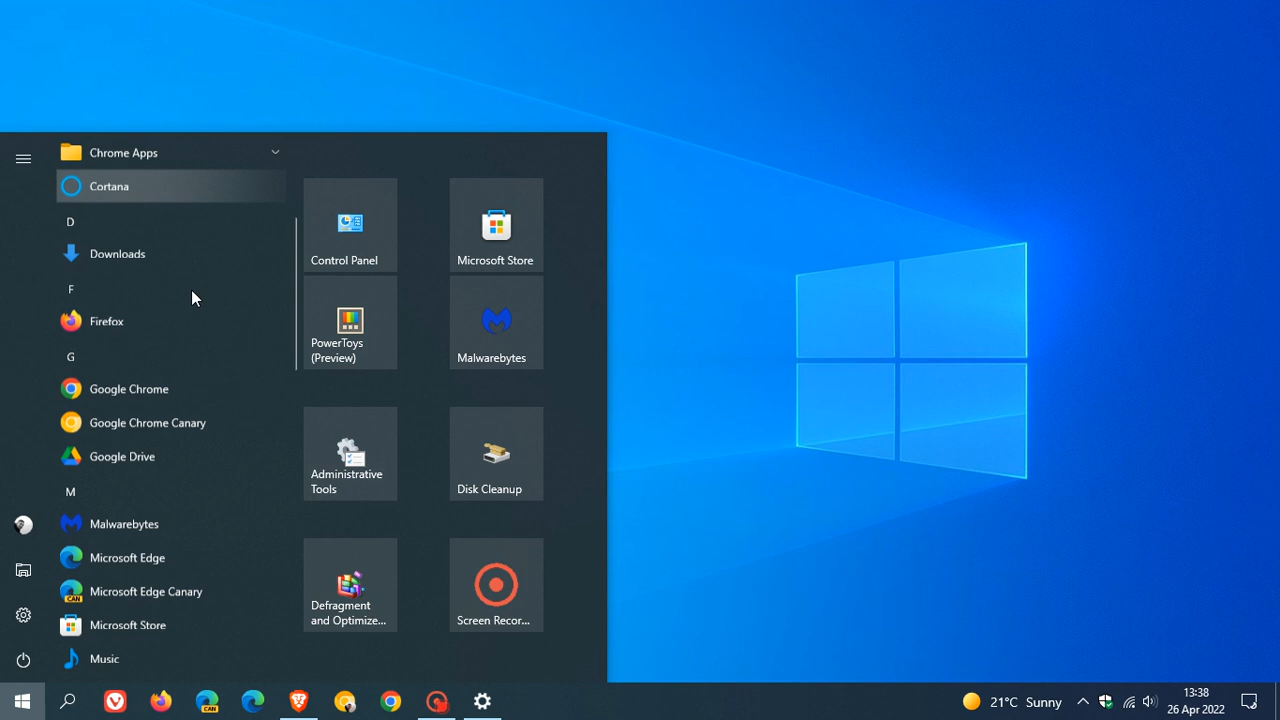 Chrome Apps
Cortana
D
Downloads
F
Firefox
G
Google Chrome
Google Chrome Canary
Google Drive
M
Malwarebytes
Microsoft Edge
CAN
Microsoft Edge Canary
Microsoft Store
Music
Control Panel
Microsoft Store
PowerToys
(Preview)
Malwarebytes
Administrative
Tools
Disk Cleanup
Defragment
and Optimize...
Screen Recor...
CAN
21°C Sunny
13:38
26 Apr 2022